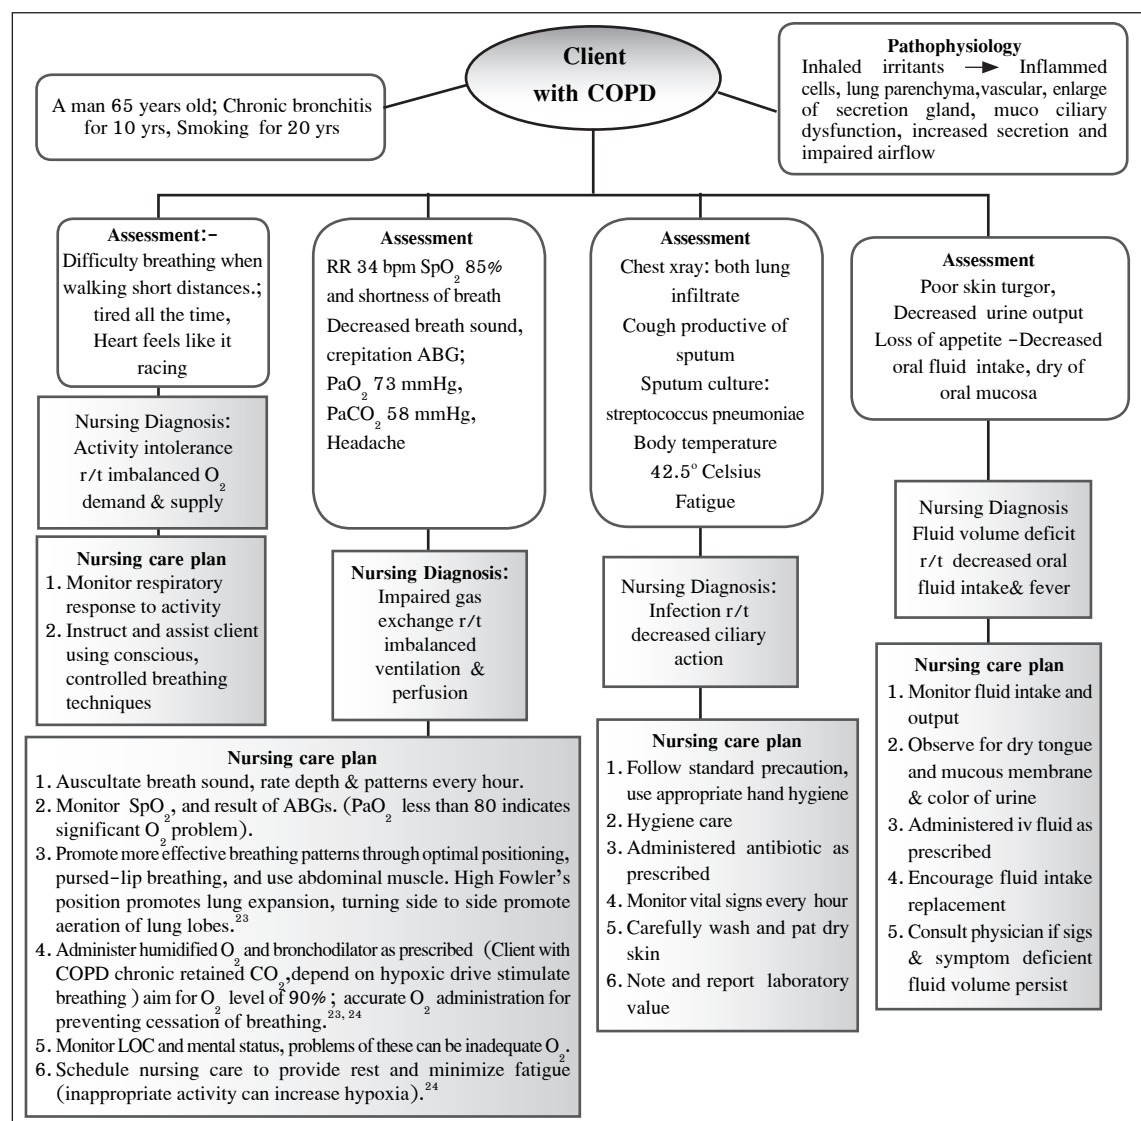 Client
with COPD
A man 65 years old; Chronic bronchitis
for 10 yrs, Smoking for 20 yrs
Pathophysiology
Inhaled irritants → Inflammed
cells, lung parenchyma,vascular, enlarge
of secretion gland, muco ciliary
dysfunction, increased secretion and
impaired airflow
Assessment:-
Difficulty breathing when
walking short distances.;
tired all the time,
Heart feels like it
racing
Nursing Diagnosis:
Activity intolerance
r/t imbalanced O₂
demand & supply
Nursing care plan
1. Monitor respiratory
response to activity
2. Instruct and assist client
using conscious,
controlled breathing
techniques
Assessment
RR 34 bpm SpO₂ 85%
and shortness of breath
Decreased breath sound,
crepitation ABG;
PaO₂ 73 mmHg,
PaCO₂ 58 mmHg,
Headache
Nursing Diagnosis:
Impaired gas
exchange r/t
imbalanced
ventilation &
perfusion
Nursing care plan
1. Auscultate breath sound, rate depth & patterns every hour.
2. Monitor SpO₂, and result of ABGs. (PaO₂ less than 80 indicates
significant O₂ problem).
3. Promote more effective breathing patterns through optimal positioning,
pursed-lip breathing, and use abdominal muscle. High Fowler's
position promotes lung expansion, turning side to side promote
aeration of lung lobes.²³
4. Administer humidified O₂ and bronchodilator as prescribed (Client with
COPD chronic retained CO₂,depend on hypoxic drive stimulate
breathing ) aim for O₂ level of 90% ; accurate O₂ administration for
preventing cessation of breathing.²³, ²⁴
5. Monitor LOC and mental status, problems of these can be inadequate O₂.
6. Schedule nursing care to provide rest and minimize fatigue
(inappropriate activity can increase hypoxia).²⁴
Assessment
Chest xray: both lung
infiltrate
Cough productive of
sputum
Sputum culture:
streptococcus pneumoniae
Body temperature
42.5° Celsius
Fatigue
Nursing Diagnosis:
Infection r/t
decreased ciliary
action
Nursing care plan
1. Follow standard precaution,
use appropriate hand hygiene
2. Hygiene care
3. Administered antibiotic as
prescribed
4. Monitor vital signs every hour
5. Carefully wash and pat dry
skin
6. Note and report laboratory
value
Assessment
Poor skin turgor,
Decreased urine output
Loss of appetite -Decreased
oral fluid intake, dry of
oral mucosa
Nursing Diagnosis
Fluid volume deficit
r/t decreased oral
fluid intake& fever
Nursing care plan
1. Monitor fluid intake and
output
2. Observe for dry tongue
and mucous membrane
& color of urine
3. Administered iv fluid as
prescribed
4. Encourage fluid intake
replacement
5. Consult physician if sigs
& symptom deficient
fluid volume persist